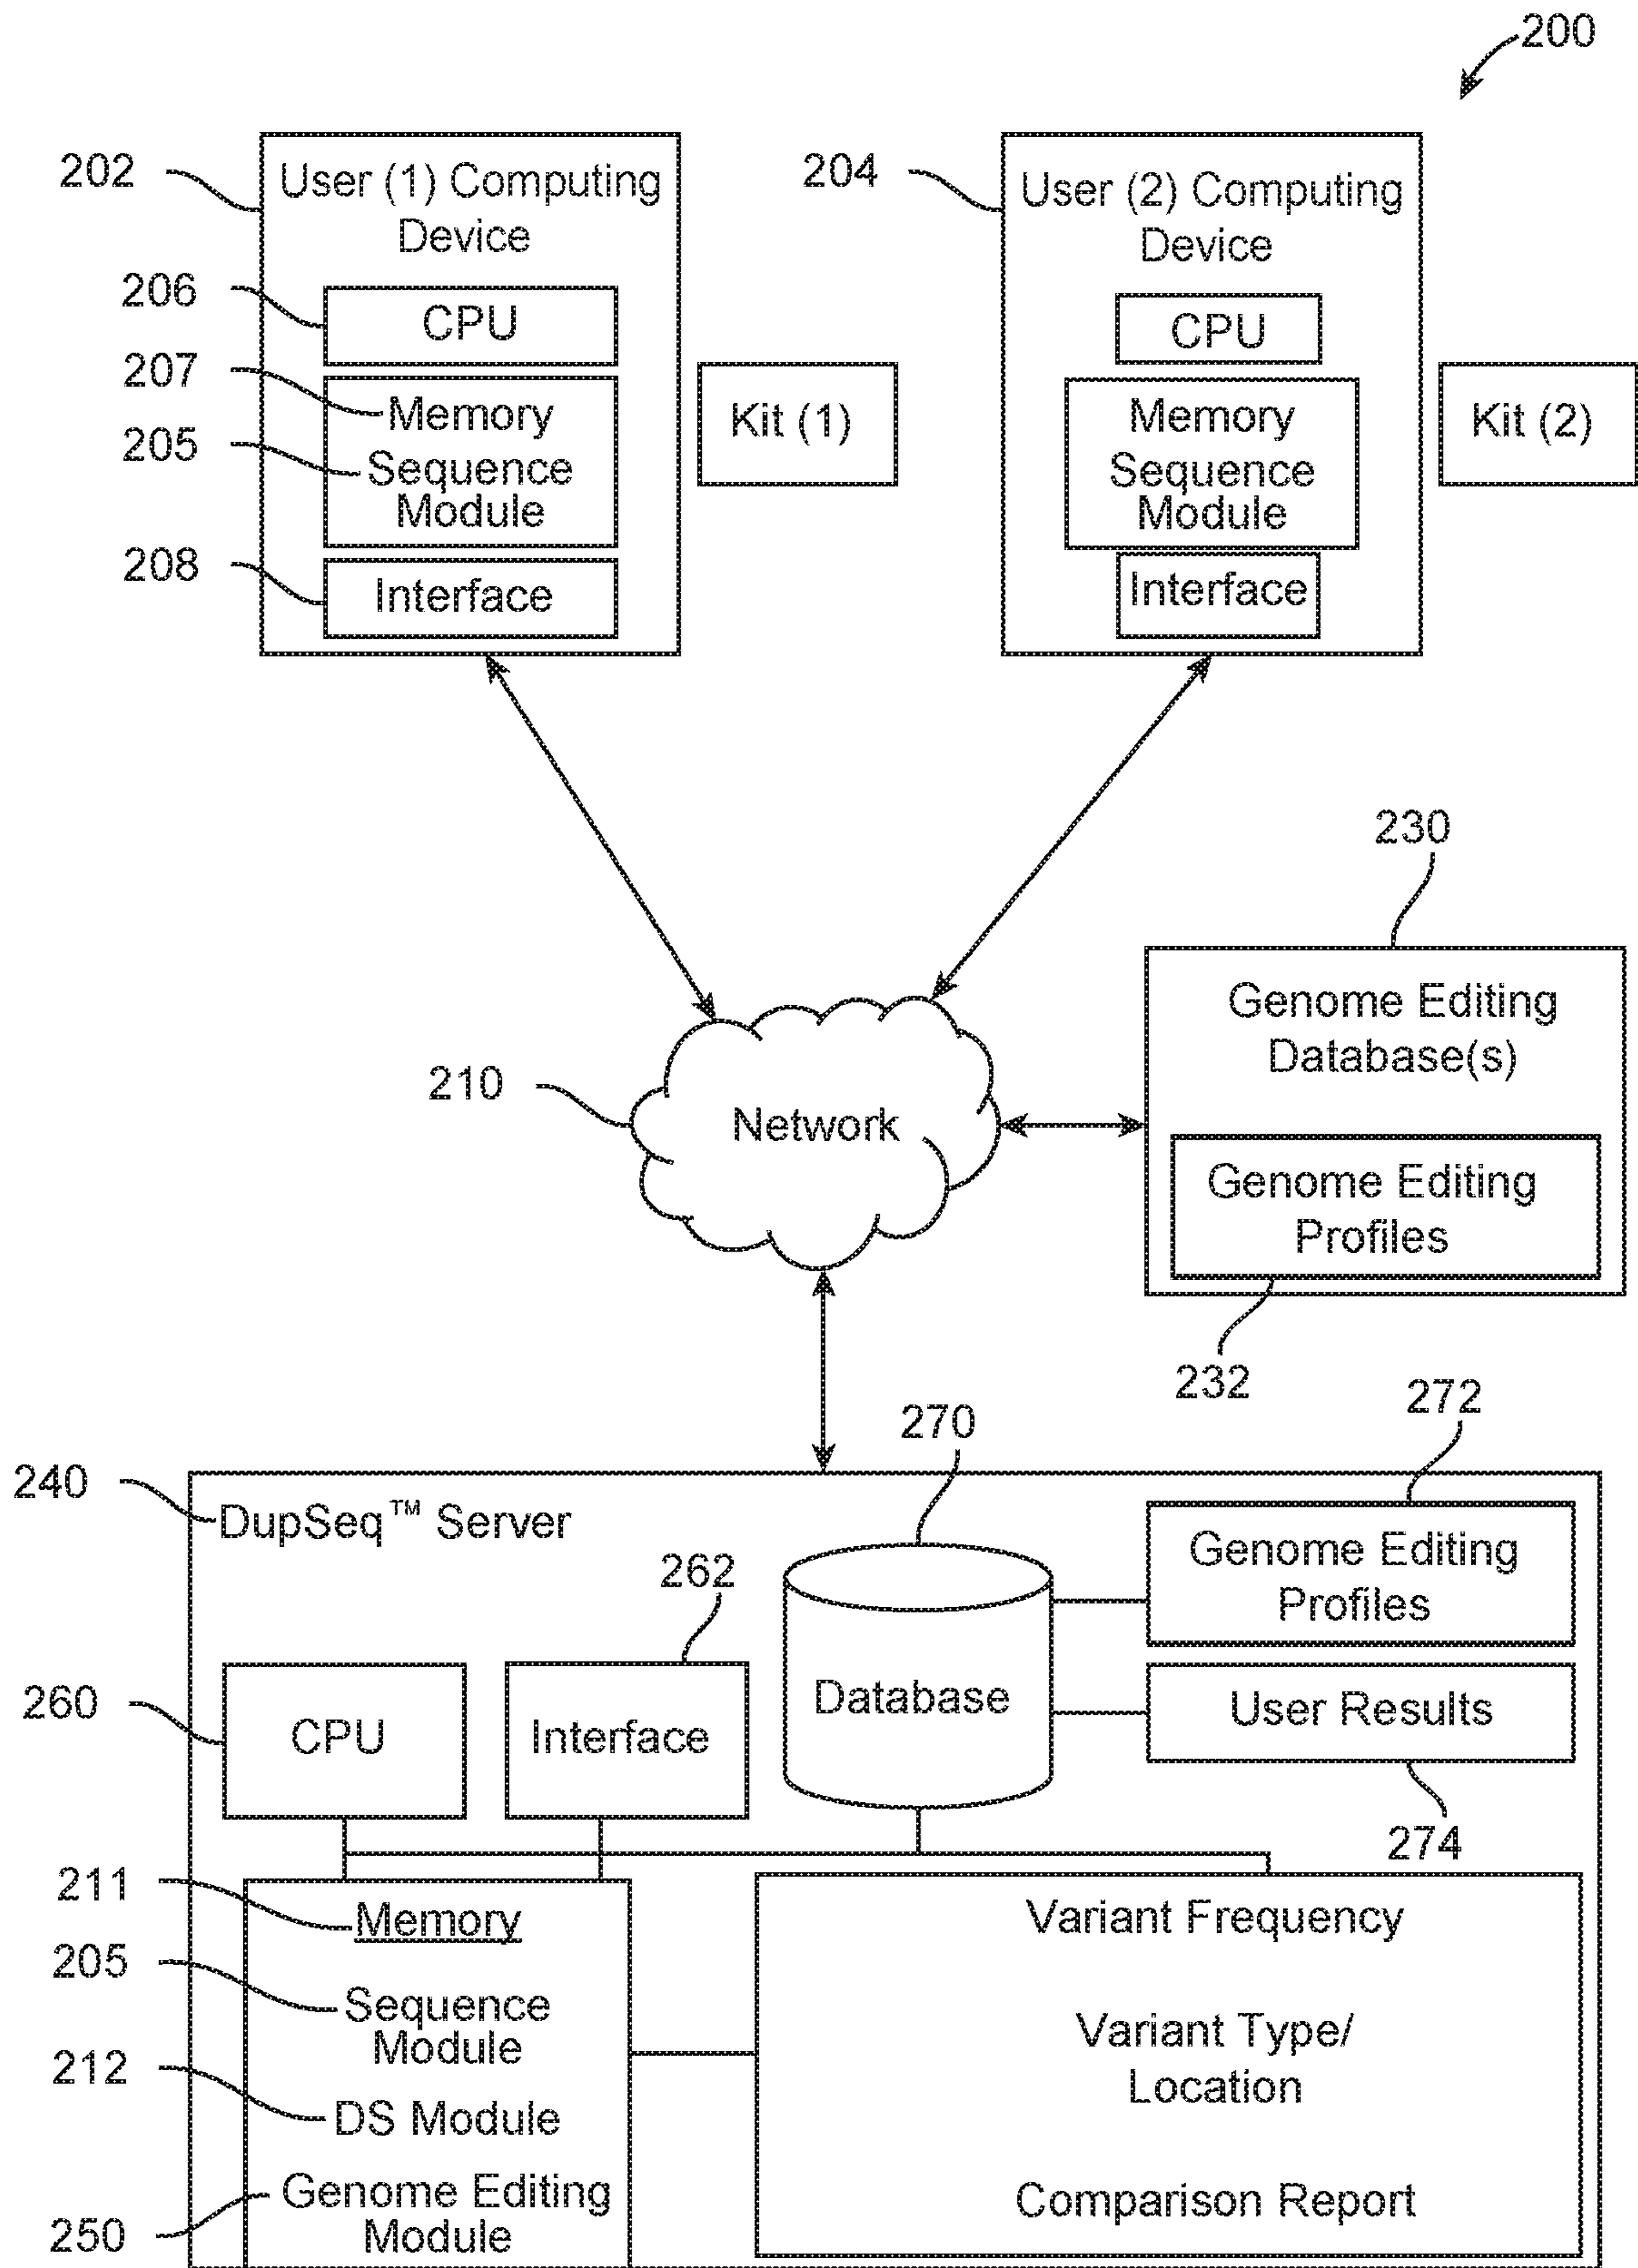 200
202
User (1) Computing
Device
206
CPU
207
Memory
205
Sequence
Module
208
Interface
Kit (1)
204
User (2) Computing
Device
CPU
Memory
Sequence
Module
Interface
Kit (2)
210
Network
230
Genome Editing
Database(s)
Genome Editing
Profiles
232
240
DupSeq™ Server
270
272
Genome Editing
Profiles
262
260
CPU
Interface
Database
User Results
274
211
Memory
205
Sequence
Module
212
DS Module
250
Genome Editing
Module
Variant Frequency
Variant Type/
Location
Comparison Report